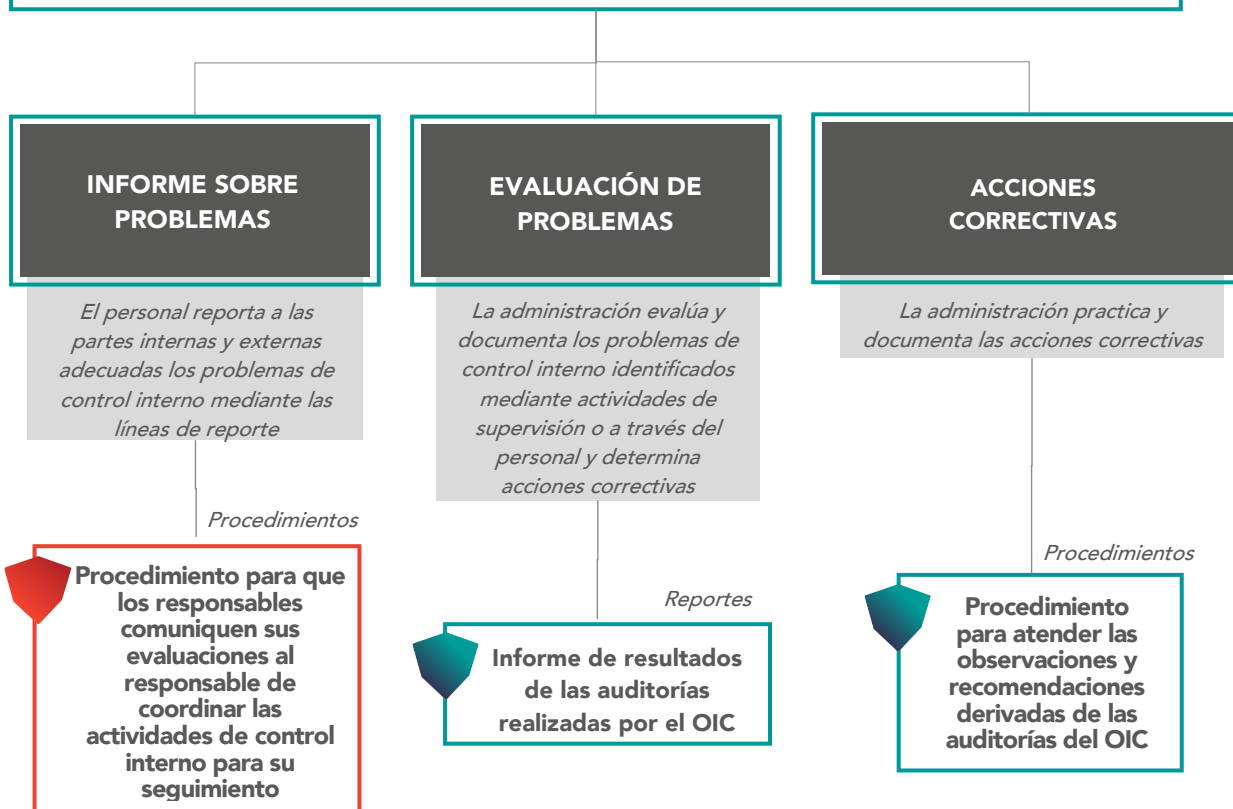 INFORME SOBRE
PROBLEMAS
El personal reporta a las
partes internas y externas
adecuadas los problemas de
control interno mediante las
líneas de reporte
Procedimientos
Procedimiento para que
los responsables
comuniquen sus
evaluaciones al
responsable de
coordinar las
actividades de control
interno para su
seguimiento
EVALUACIÓN DE
PROBLEMAS
La administración evalúa y
documenta los problemas de
control interno identificados
mediante actividades de
supervisión o a través del
personal y determina
acciones correctivas
Reportes
Informe de resultados
de las auditorías
realizadas por el OIC
ACCIONES
CORRECTIVAS
La administración practica y
documenta las acciones correctivas
Procedimientos
Procedimiento
para atender las
observaciones y
recomendaciones
derivadas de las
auditorías del OIC